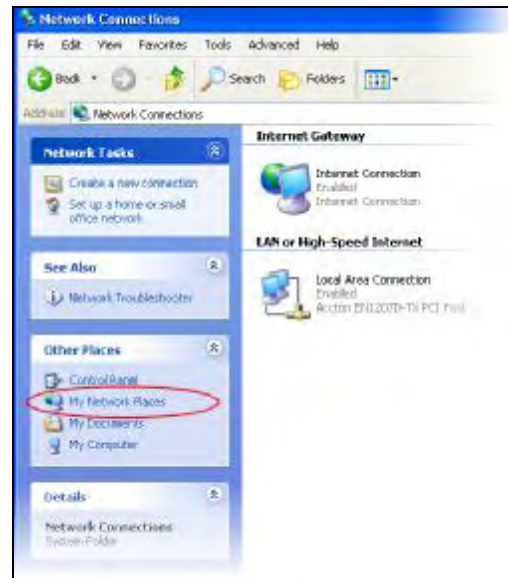 Network Connections
File Edit View Favorites Tools Advanced Help
Back Search Folders
Address Network Connections
Network Tasks
Create a new connection
Set up a home or small
office network
See Also
Network Troubleshooter
Other Places
Control Panel
My Network Places
My Documents
My Computer
Details
Network Connections
System Folder
Internet Gateway
Internet Connection
Enabled
Internet Connection
LAN or High-Speed Internet
Local Area Connection
Enabled
Accton PCI Fast